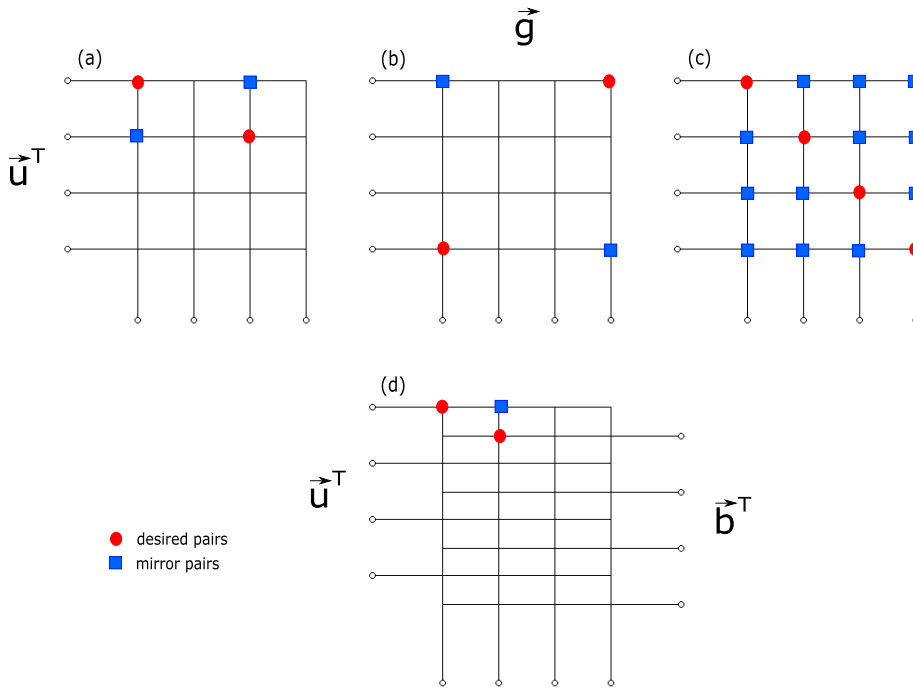 g⃗
(a)
(b)
(c)
u⃗ᵀ
(d)
u⃗ᵀ
b⃗ᵀ
desired pairs
mirror pairs